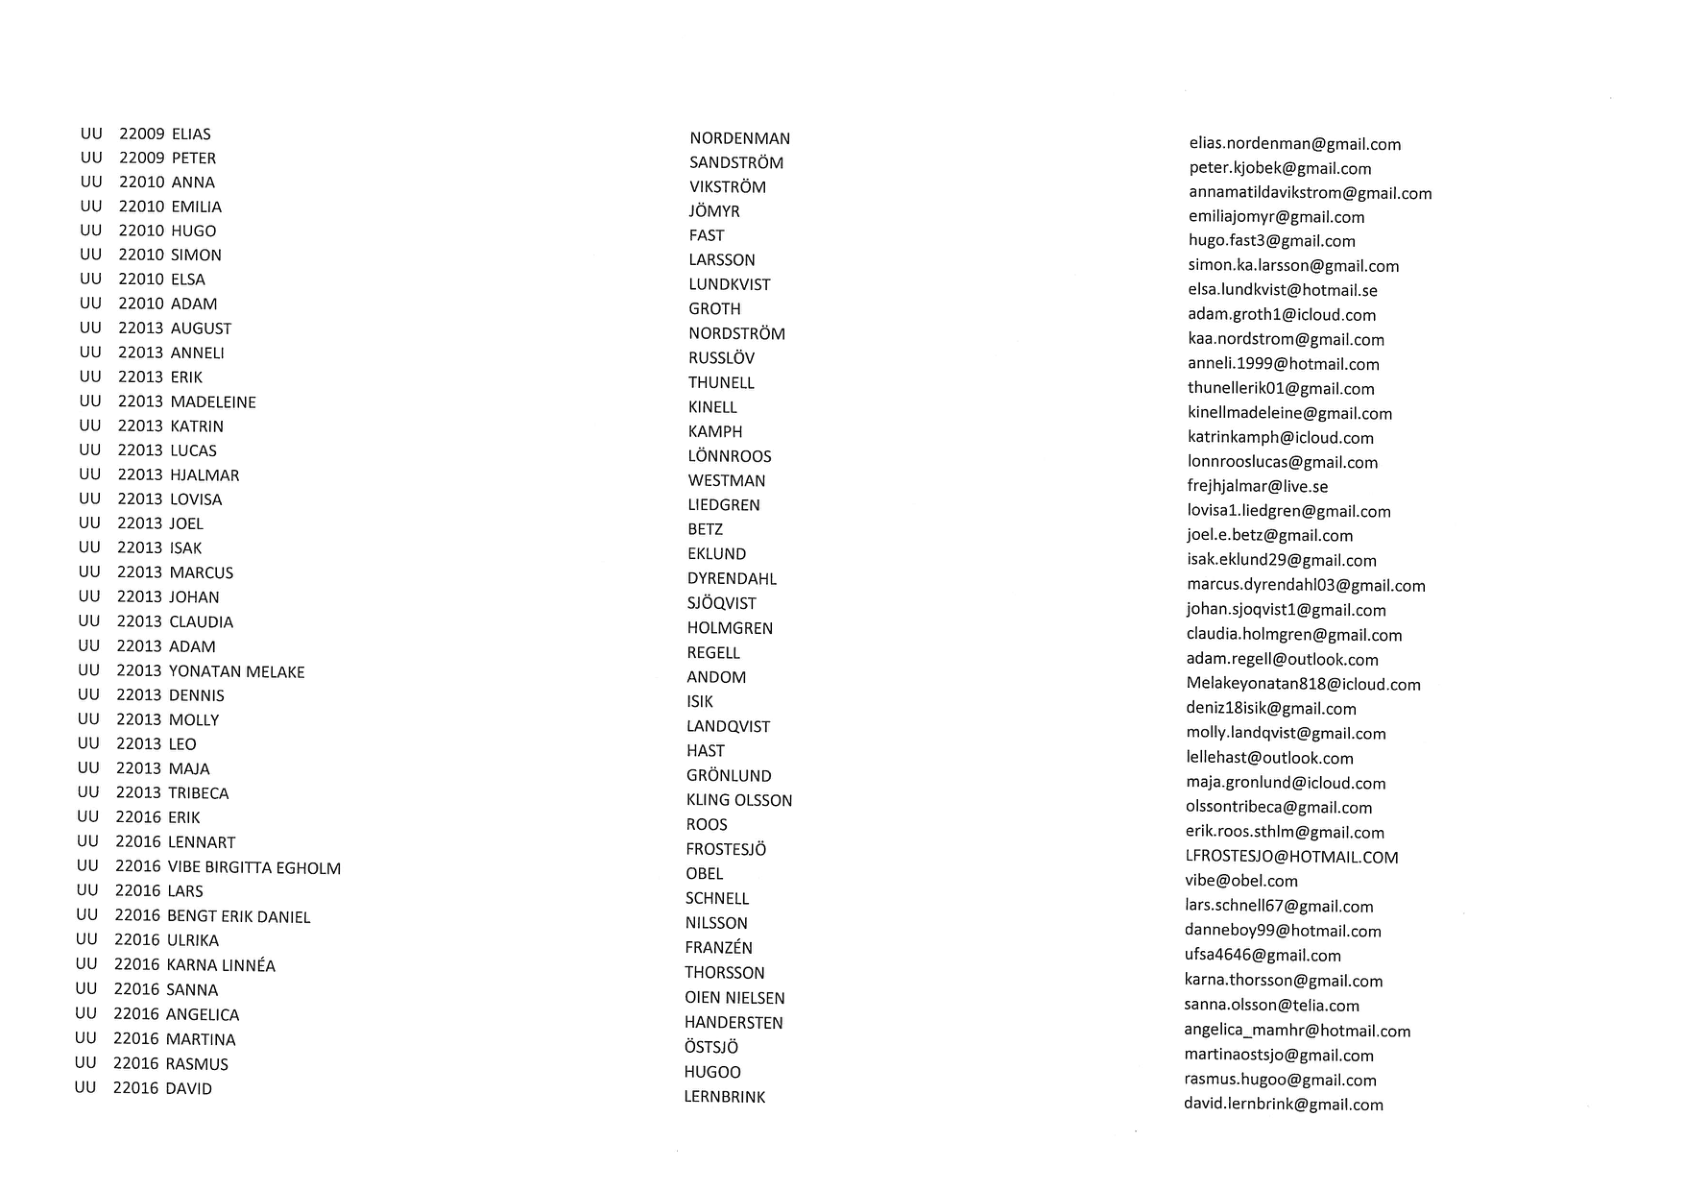 UU 22009 ELIAS NORDENMAN elias.nordenman@gmail.com
UU 22009 PETER SANDSTRÖM peter.kjobek@gmail.com
UU 22010 ANNA VIKSTRÖM annamatildavikstrom@gmail.com
UU 22010 EMILIA JÖMYR emiliajomyr@gmail.com
UU 22010 HUGO FAST hugo.fast3@gmail.com
UU 22010 SIMON LARSSON simon.ka.larsson@gmail.com
UU 22010 ELSA LUNDKVIST elsa.lundkvist@hotmail.se
UU 22010 ADAM GROTH adam.groth1@icloud.com
UU 22013 AUGUST NORDSTRÖM kaa.nordstrom@gmail.com
UU 22013 ANNELI RUSSLÖV anneli.1999@hotmail.com
UU 22013 ERIK THUNELL thunellerik01@gmail.com
UU 22013 MADELEINE KINELL kinellmadeleine@gmail.com
UU 22013 KATRIN KAMPH katrinkamph@icloud.com
UU 22013 LUCAS LÖNNROOS lonnrooslucas@gmail.com
UU 22013 HJALMAR WESTMAN frejhjalmar@live.se
UU 22013 LOVISA LIEDGREN lovisa1.liedgren@gmail.com
UU 22013 JOEL BETZ joel.e.betz@gmail.com
UU 22013 ISAK EKLUND isak.eklund29@gmail.com
UU 22013 MARCUS DYRENDAHL marcus.dyrendahl03@gmail.com
UU 22013 JOHAN SJÖQVIST johan.sjoqvist1@gmail.com
UU 22013 CLAUDIA HOLMGREN claudia.holmgren@gmail.com
UU 22013 ADAM REGELL adam.regell@outlook.com
UU 22013 YONATAN MELAKE ANDOM Melakeyonatan818@icloud.com
UU 22013 DENNIS ISIK deniz18isik@gmail.com
UU 22013 MOLLY LANDQVIST molly.landqvist@gmail.com
UU 22013 LEO HAST lellehast@outlook.com
UU 22013 MAJA GRÖNLUND maja.gronlund@icloud.com
UU 22013 TRIBECA KLING OLSSON olssontribeca@gmail.com
UU 22016 ERIK ROOS erik.roos.sthlm@gmail.com
UU 22016 LENNART FROSTESJÖ LFROSTESJO@HOTMAIL.COM
UU 22016 VIBE BIRGITTA EGHOLM OBEL vibe@obel.com
UU 22016 LARS SCHNELL lars.schnell67@gmail.com
UU 22016 BENGT ERIK DANIEL NILSSON danneboy99@hotmail.com
UU 22016 ULRIKA FRANZÉN ufsa4646@gmail.com
UU 22016 KARNA LINNÉA THORSSON karna.thorsson@gmail.com
UU 22016 SANNA OIEN NIELSEN sanna.olsson@telia.com
UU 22016 ANGELICA HANDERSTEN angelica_mamhr@hotmail.com
UU 22016 MARTINA ÖSTSJÖ martinaostsjo@gmail.com
UU 22016 RASMUS HUGOO rasmus.hugoo@gmail.com
UU 22016 DAVID LERNBRINK david.lernbrink@gmail.com